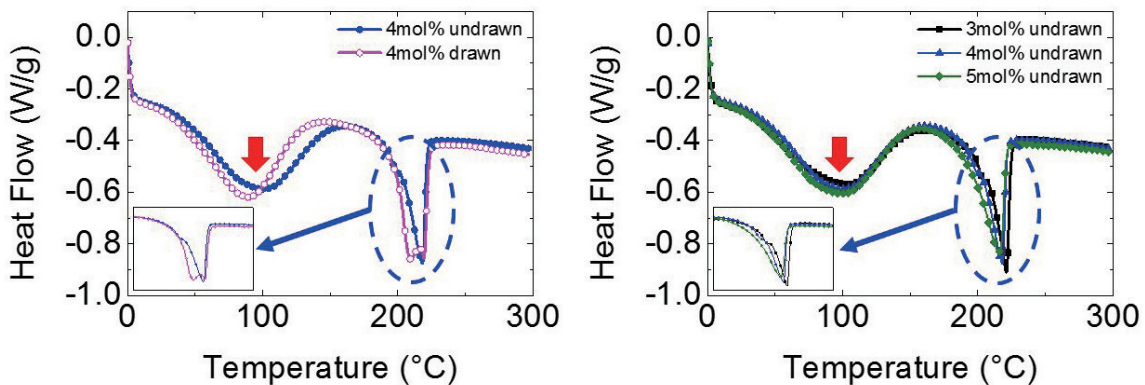 4mol% undrawn
4mol% drawn
0.0
-0.2
-0.4
-0.6
-0.8
-1.0
Heat Flow (W/g)
0
100
200
300
Temperature (°C)
3mol% undrawn
4mol% undrawn
5mol% undrawn
0.0
-0.2
-0.4
-0.6
-0.8
-1.0
Heat Flow (W/g)
0
100
200
300
Temperature (°C)